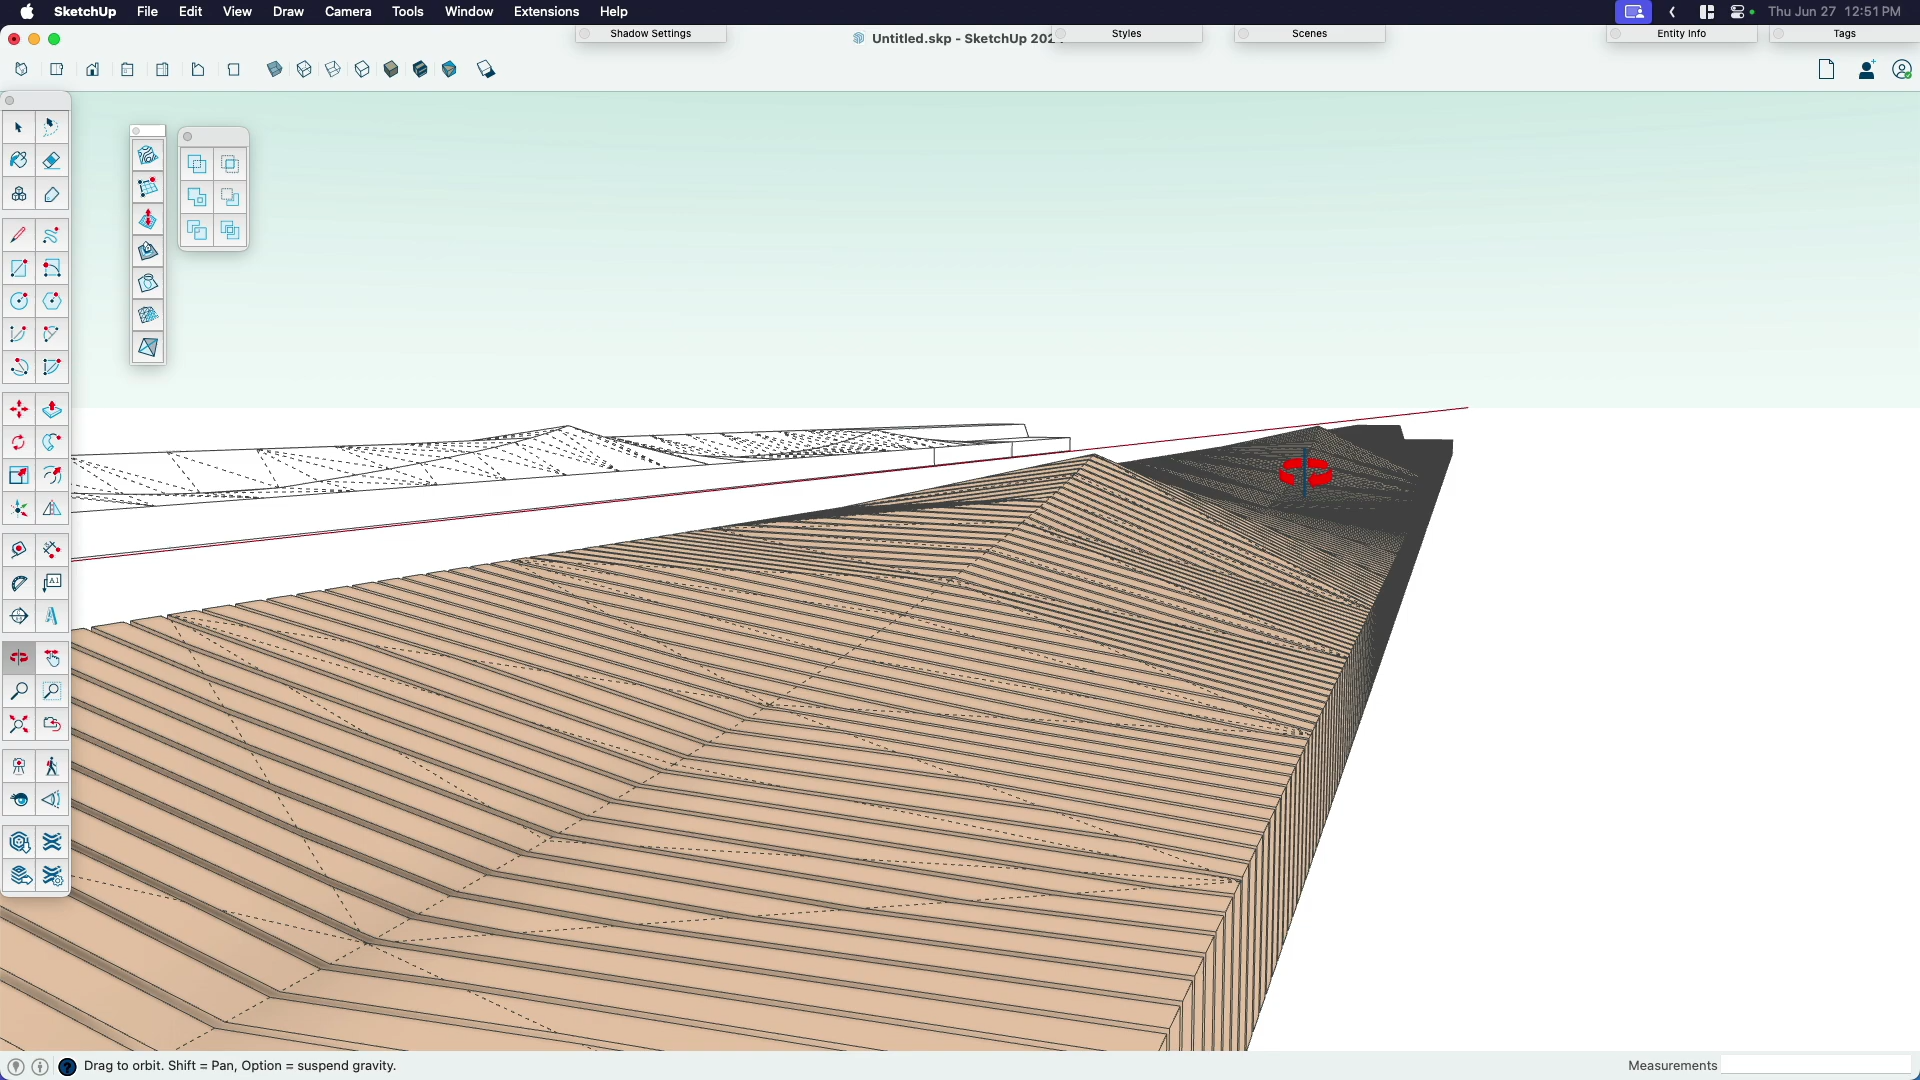 SketchUp File Edit View Draw Camera Tools Window Extensions Help Thu Jun 27 12:51 PM
Shadow Settings Untitled.skp - SketchUp Styles Scenes Entity Info Tags
A1
Drag to orbit. Shift = Pan, Option = suspend gravity. Measurements